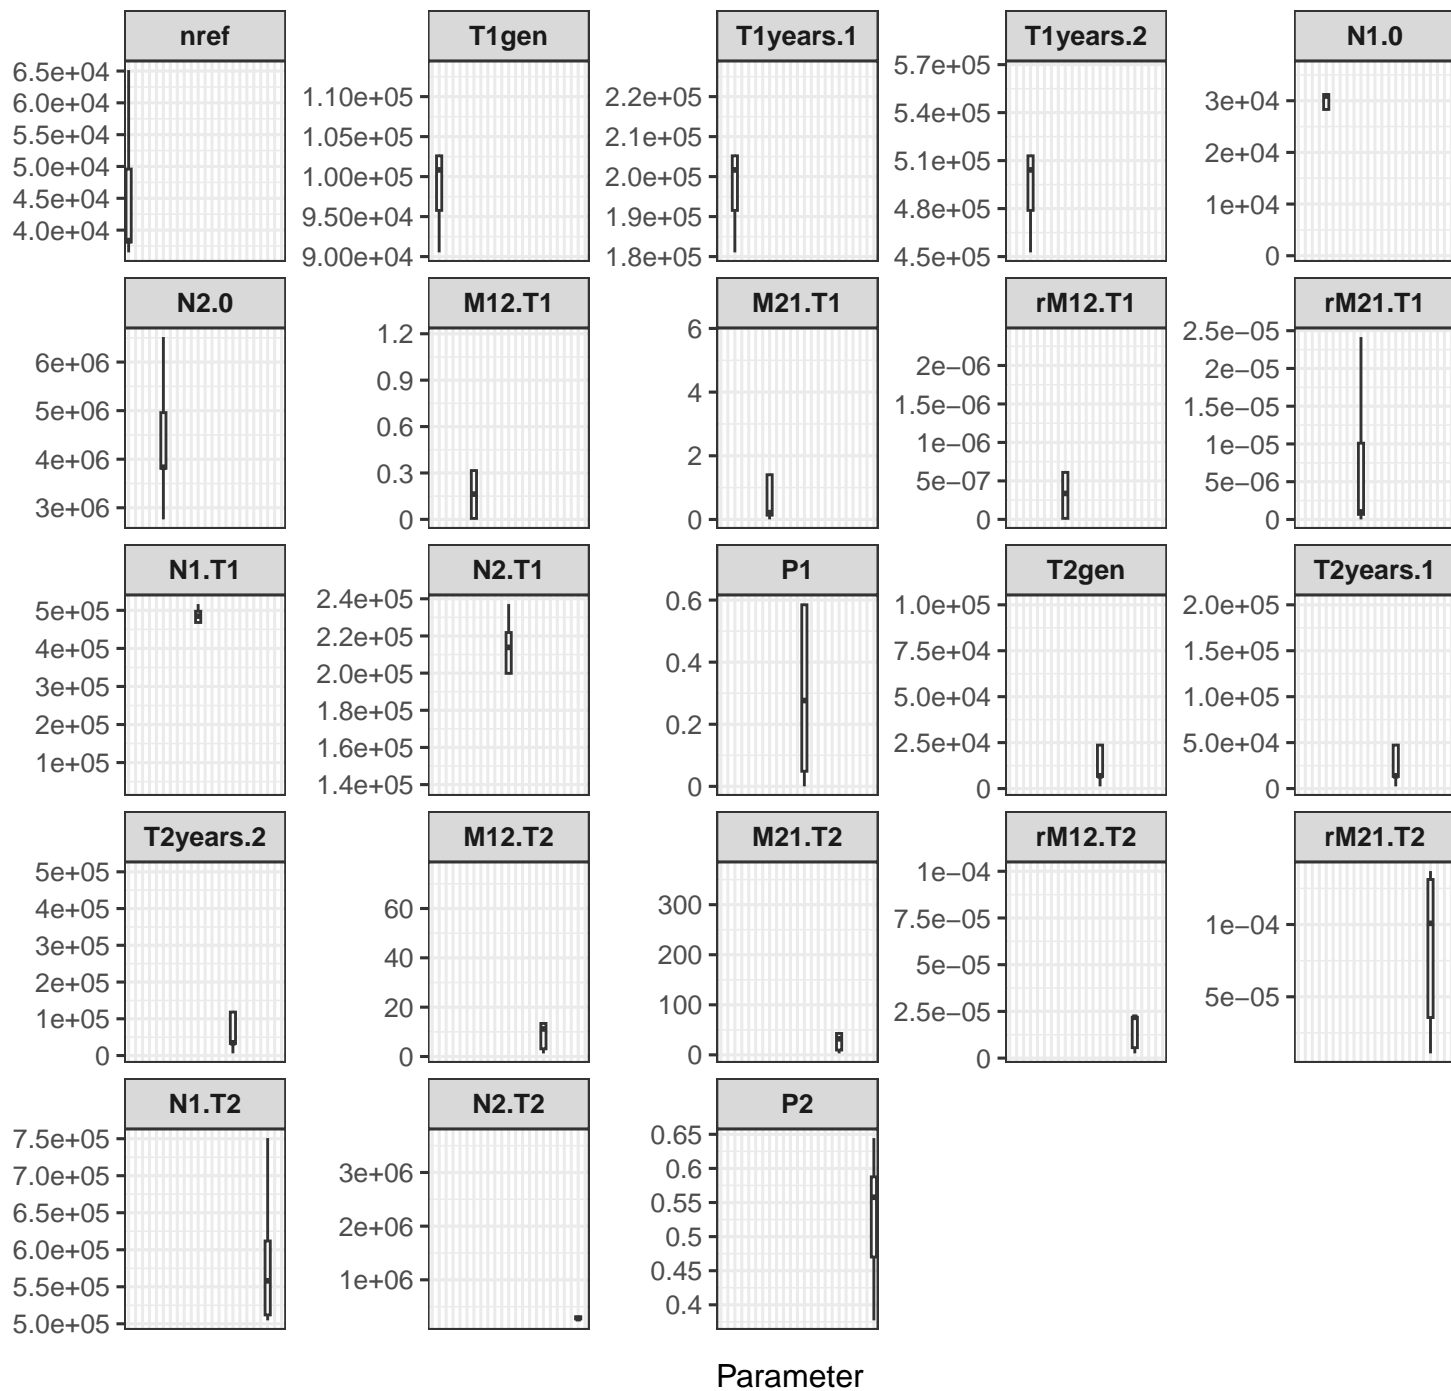 nref T1gen T1years.1 T1years.2 N1.0
6.5e+04
6.0e+04
5.5e+04
5.0e+04
4.5e+04
4.0e+04
1.10e+05
1.05e+05
1.00e+05
9.50e+04
9.00e+04
2.2e+05
2.1e+05
2.0e+05
1.9e+05
1.8e+05
5.7e+05
5.4e+05
5.1e+05
4.8e+05
4.5e+05
3e+04
2e+04
1e+04
0
N2.0 M12.T1 M21.T1 rM12.T1 rM21.T1
6e+06
5e+06
4e+06
3e+06
1.2
0.9
0.6
0.3
0
6
4
2
0
2e−06
1.5e−06
1e−06
5e−07
0
2.5e−05
2e−05
1.5e−05
1e−05
5e−06
0
N1.T1 N2.T1 P1 T2gen T2years.1
5e+05
4e+05
3e+05
2e+05
1e+05
2.4e+05
2.2e+05
2.0e+05
1.8e+05
1.6e+05
1.4e+05
0.6
0.4
0.2
0
1.0e+05
7.5e+04
5.0e+04
2.5e+04
0
2.0e+05
1.5e+05
1.0e+05
5.0e+04
0
T2years.2 M12.T2 M21.T2 rM12.T2 rM21.T2
5e+05
4e+05
3e+05
2e+05
1e+05
0
60
40
20
0
300
200
100
0
1e−04
7.5e−05
5e−05
2.5e−05
0
1e−04
5e−05
N1.T2 N2.T2 P2
7.5e+05
7.0e+05
6.5e+05
6.0e+05
5.5e+05
5.0e+05
3e+06
2e+06
1e+06
0.65
0.6
0.55
0.5
0.45
0.4
Parameter